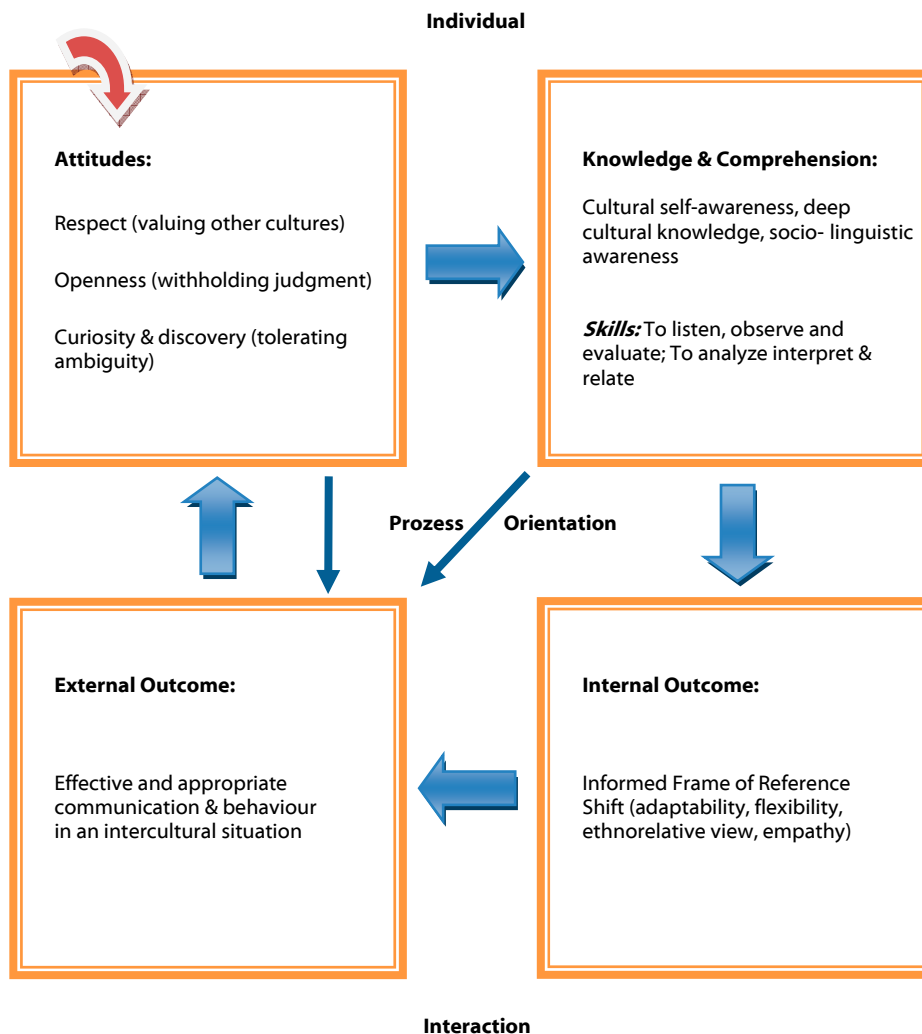 Individual
Attitudes:
Respect (valuing other cultures)
Openness (withholding judgment)
Curiosity & discovery (tolerating
ambiguity)
Knowledge & Comprehension:
Cultural self-awareness, deep
cultural knowledge, socio- linguistic
awareness
Skills: To listen, observe and
evaluate; To analyze interpret &
relate
Prozess Orientation
External Outcome:
Effective and appropriate
communication & behaviour
in an intercultural situation
Internal Outcome:
Informed Frame of Reference
Shift (adaptability, flexibility,
ethnorelative view, empathy)
Interaction